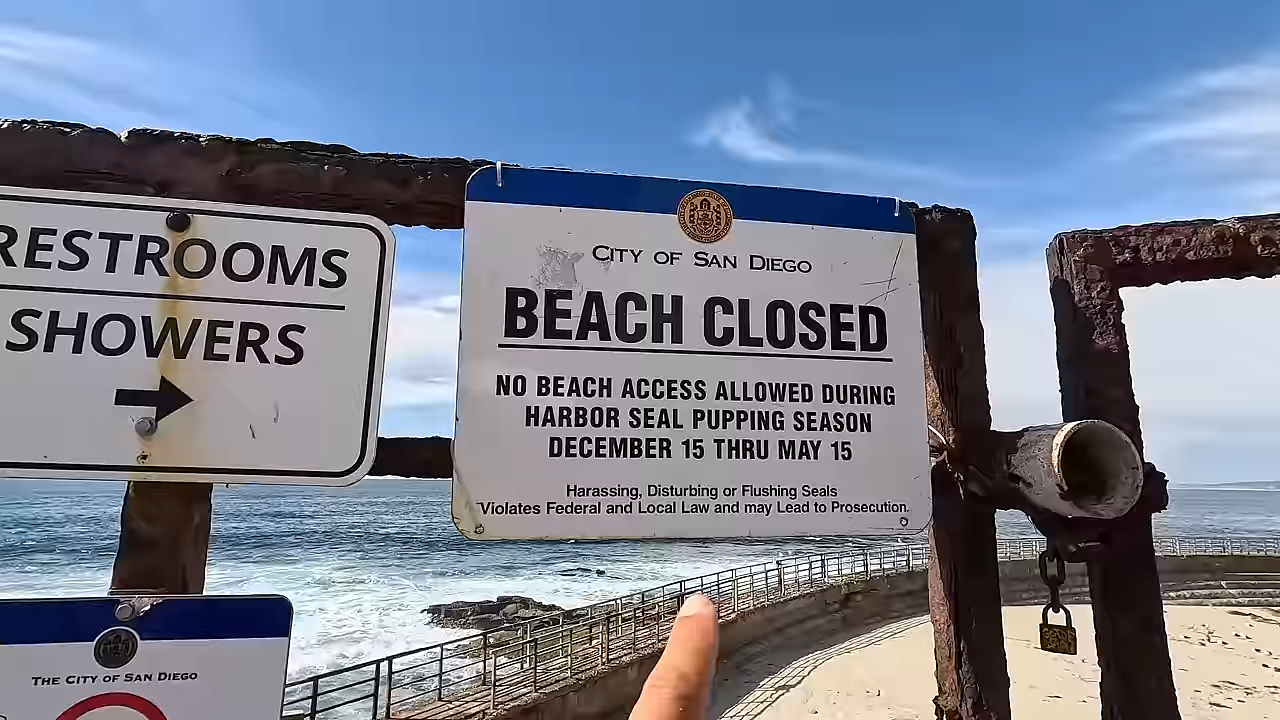 RESTROOMS
SHOWERS
CITY OF SAN DIEGO
BEACH CLOSED
NO BEACH ACCESS ALLOWED DURING
HARBOR SEAL PUPPING SEASON
DECEMBER 15 THRU MAY 15
Harassing, Disturbing or Flushing Seals
Violates Federal and Local Law and may Lead to Prosecution.
THE CITY OF SAN DIEGO